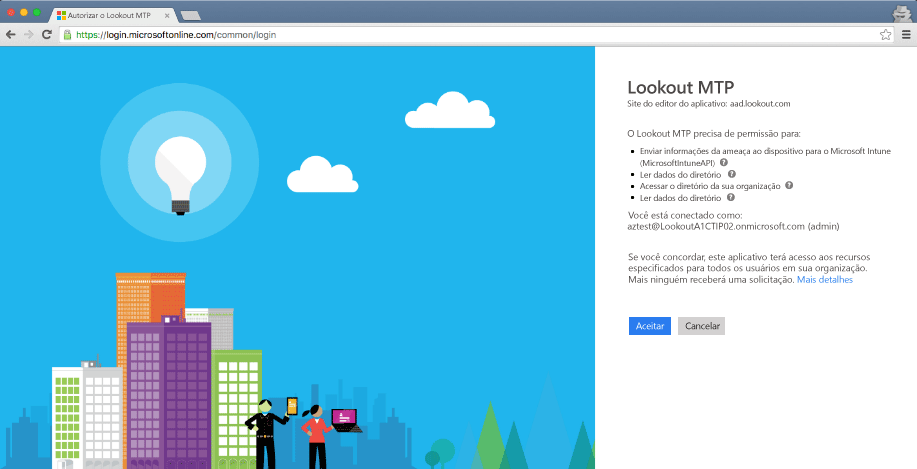 Autorizar o Lookout MTP
https://login.microsoftonline.com/common/login
Lookout MTP
Site do editor do aplicativo: aad.lookout.com
O Lookout MTP precisa de permissão para:
Enviar informações da ameaça ao dispositivo para o Microsoft Intune
(MicrosoftIntuneAPI) ?
Ler dados do diretório ?
Acessar o diretório da sua organização ?
Ler dados do diretório ?
Você está conectado como:
aztest@LookoutA1CTIP02.onmicrosoft.com (admin)
Se você concordar, este aplicativo terá acesso aos recursos
especificados para todos os usuários em sua organização.
Mais ninguém receberá uma solicitação. Mais detalhes
Aceitar
Cancelar